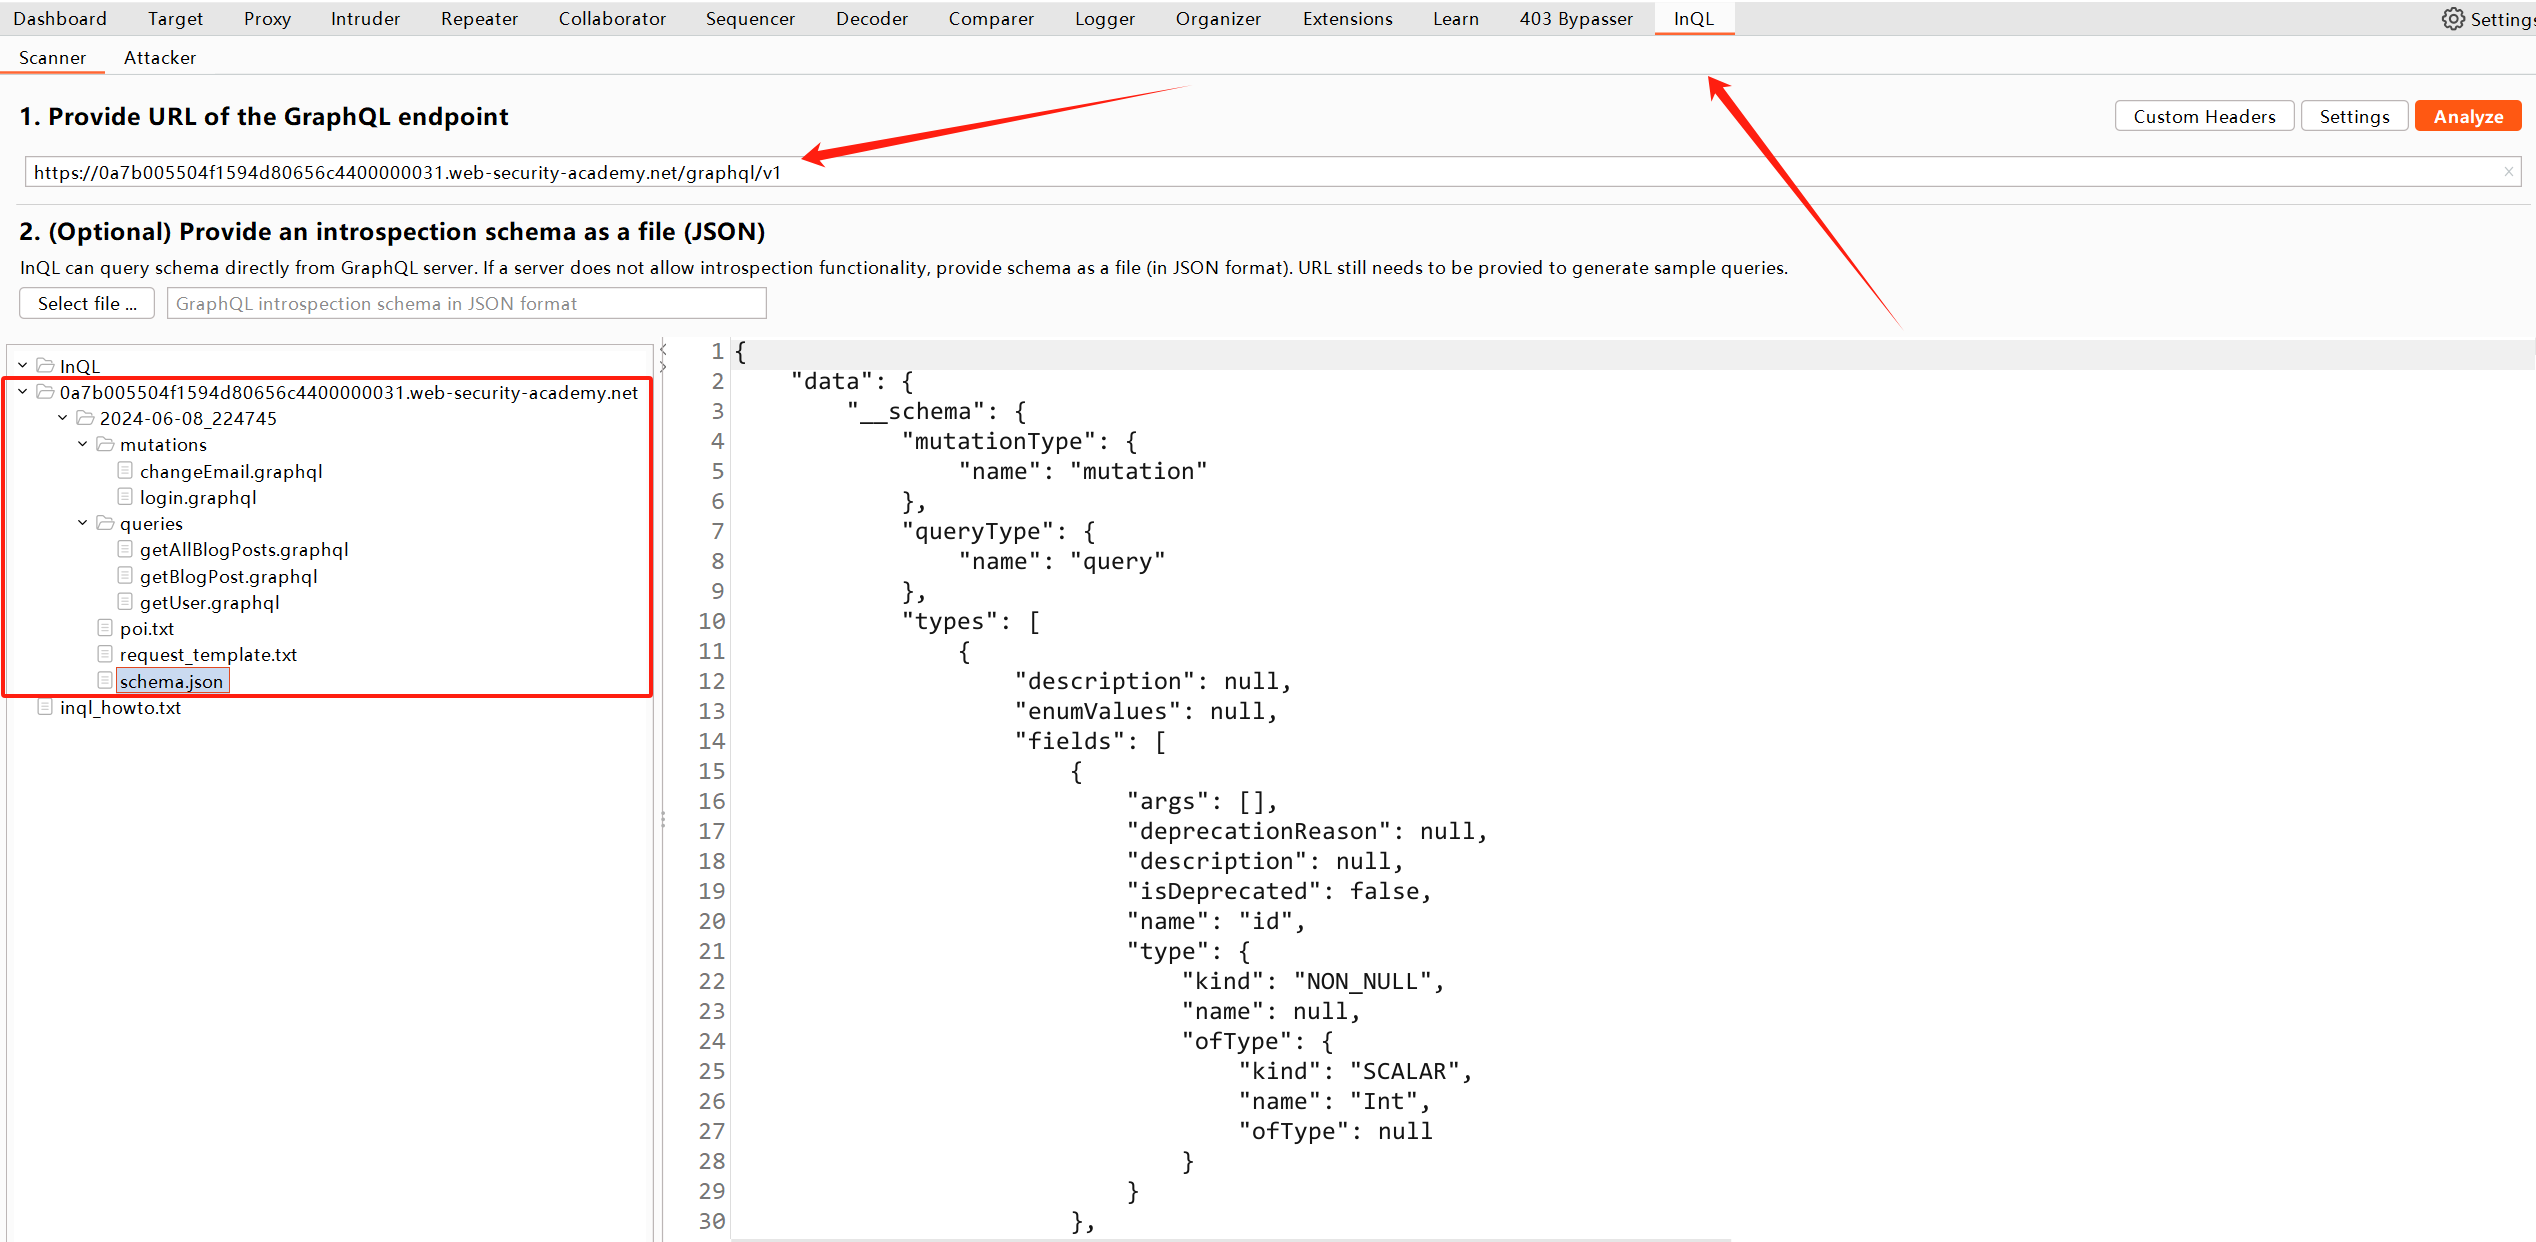 Dashboard Target Proxy Intruder Repeater Collaborator Sequencer Decoder Comparer Logger Organizer Extensions Learn 403 Bypasser InQL Settings
Scanner Attacker
1. Provide URL of the GraphQL endpoint
Custom Headers Settings Analyze
https://0a7b005504f1594d80656c4400000031.web-security-academy.net/graphql/v1
2. (Optional) Provide an introspection schema as a file (JSON)
InQL can query schema directly from GraphQL server. If a server does not allow introspection functionality, provide schema as a file (in JSON format). URL still needs to be provied to generate sample queries.
Select file ... GraphQL introspection schema in JSON format
InQL
0a7b005504f1594d80656c4400000031.web-security-academy.net
2024-06-08_224745
mutations
changeEmail.graphql
login.graphql
queries
getAllBlogPosts.graphql
getBlogPost.graphql
getUser.graphql
poi.txt
request_template.txt
schema.json
inql_howto.txt
1 {
2 "data": {
3 "__schema": {
4 "mutationType": {
5 "name": "mutation"
6 },
7 "queryType": {
8 "name": "query"
9 },
10 "types": [
11 {
12 "description": null,
13 "enumValues": null,
14 "fields": [
15 {
16 "args": [],
17 "deprecationReason": null,
18 "description": null,
19 "isDeprecated": false,
20 "name": "id",
21 "type": {
22 "kind": "NON_NULL",
23 "name": null,
24 "ofType": {
25 "kind": "SCALAR",
26 "name": "Int",
27 "ofType": null
28 }
29 }
30 },